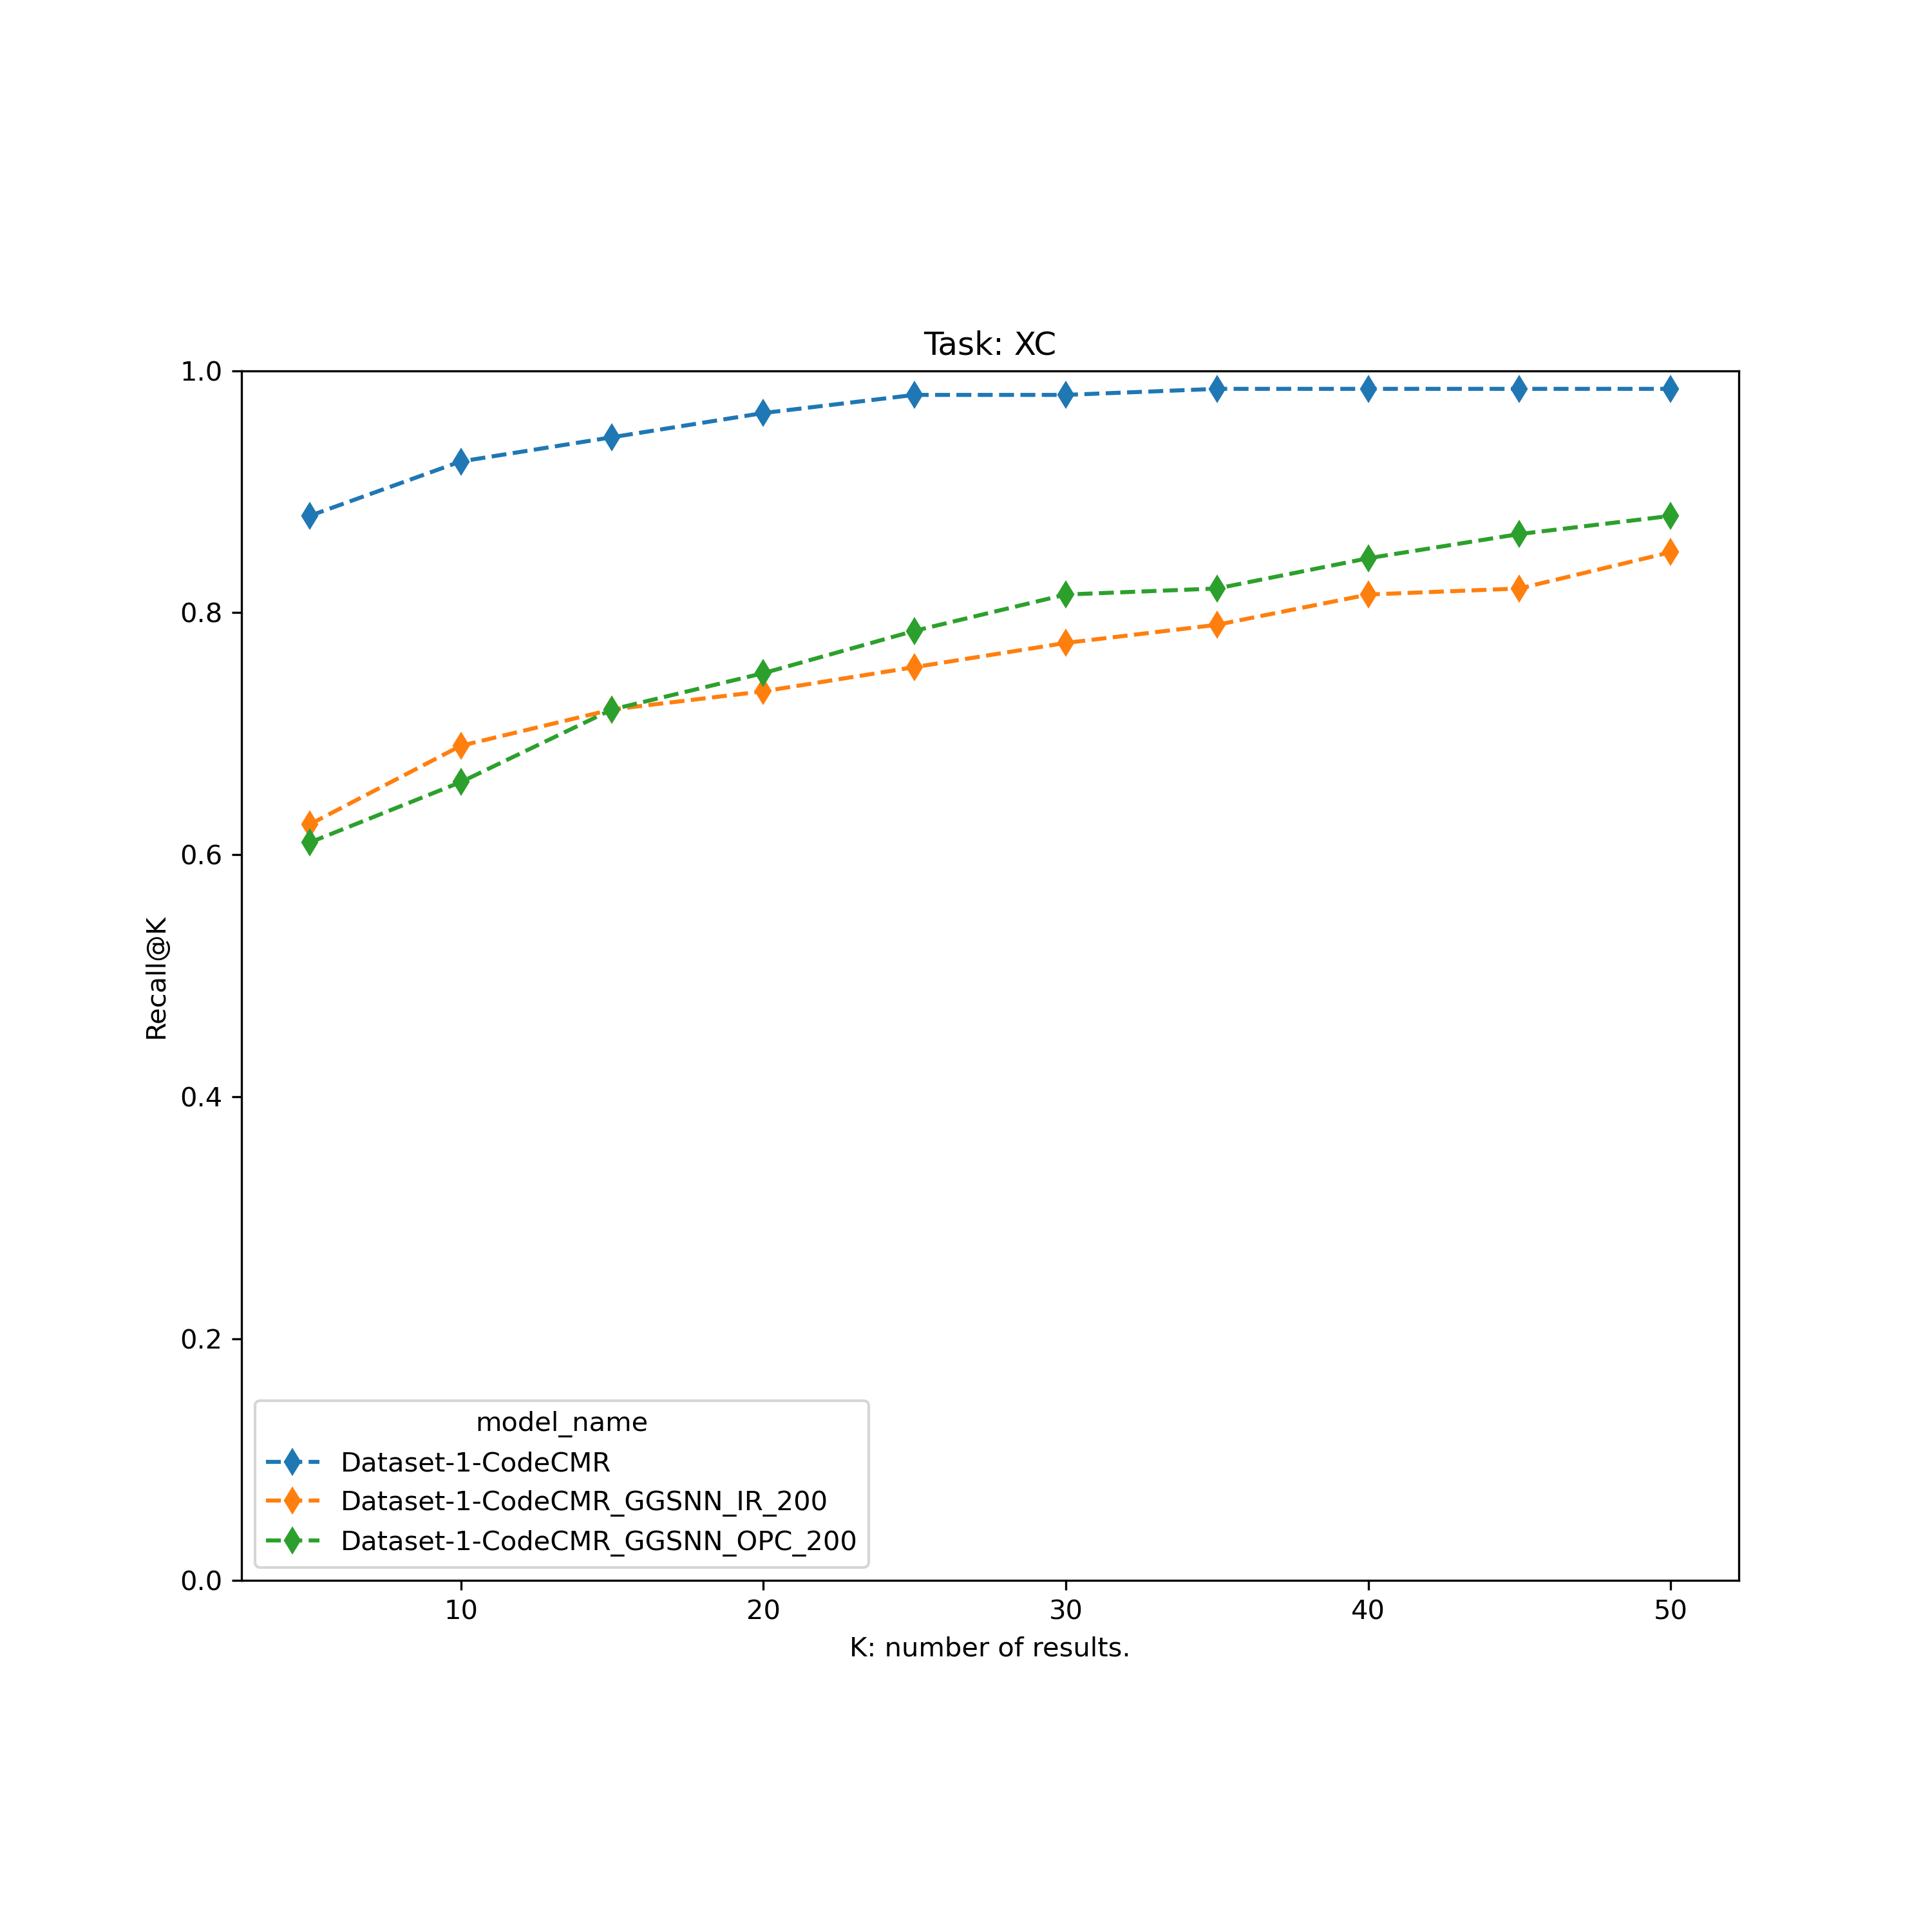 Task: XC
1.0
0.8
0.6
0.4
0.2
0.0
Recall@K
model_name
Dataset-1-CodeCMR
Dataset-1-CodeCMR_GGSNN_IR_200
Dataset-1-CodeCMR_GGSNN_OPC_200
10 20 30 40 50
K: number of results.